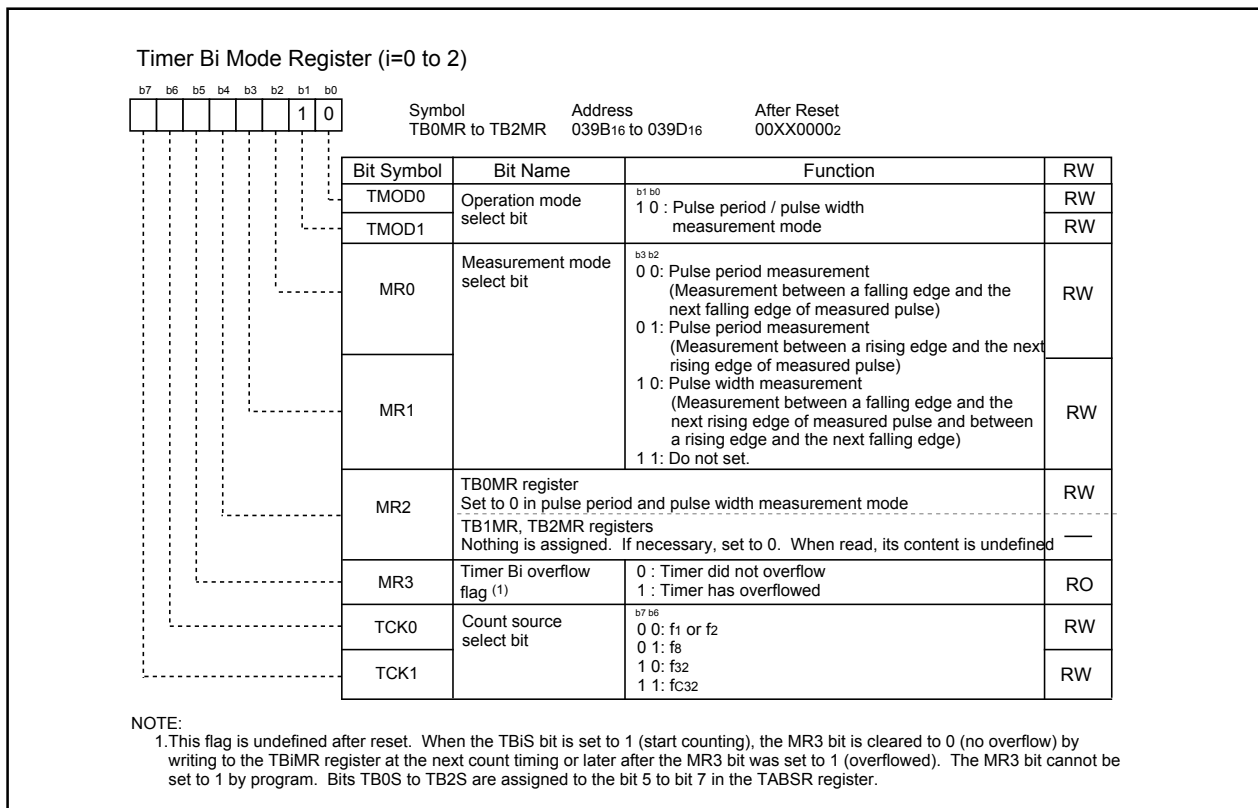 Timer Bi Mode Register (i=0 to 2)
b7 b6 b5 b4 b3 b2 b1 b0
1 0
Symbol Address After Reset
TB0MR to TB2MR 039B16 to 039D16 00XX00002
Bit Symbol Bit Name Function RW
TMOD0 Operation mode select bit b1 b0 RW
1 0 : Pulse period / pulse width
TMOD1 measurement mode RW
MR0 Measurement mode select bit b3 b2 RW
0 0: Pulse period measurement
(Measurement between a falling edge and the
next falling edge of measured pulse)
0 1: Pulse period measurement
(Measurement between a rising edge and the next
rising edge of measured pulse)
MR1 1 0: Pulse width measurement RW
(Measurement between a falling edge and the
next rising edge of measured pulse and between
a rising edge and the next falling edge)
1 1: Do not set.
MR2 TB0MR register RW
Set to 0 in pulse period and pulse width measurement mode
TB1MR, TB2MR registers —
Nothing is assigned. If necessary, set to 0. When read, its content is undefined
MR3 Timer Bi overflow flag (1) 0 : Timer did not overflow RO
1 : Timer has overflowed
TCK0 Count source select bit b7 b6 RW
0 0: f1 or f2
0 1: f8
TCK1 1 0: f32 RW
1 1: fC32
NOTE:
1.This flag is undefined after reset. When the TBiS bit is set to 1 (start counting), the MR3 bit is cleared to 0 (no overflow) by
writing to the TBiMR register at the next count timing or later after the MR3 bit was set to 1 (overflowed). The MR3 bit cannot be
set to 1 by program. Bits TB0S to TB2S are assigned to the bit 5 to bit 7 in the TABSR register.